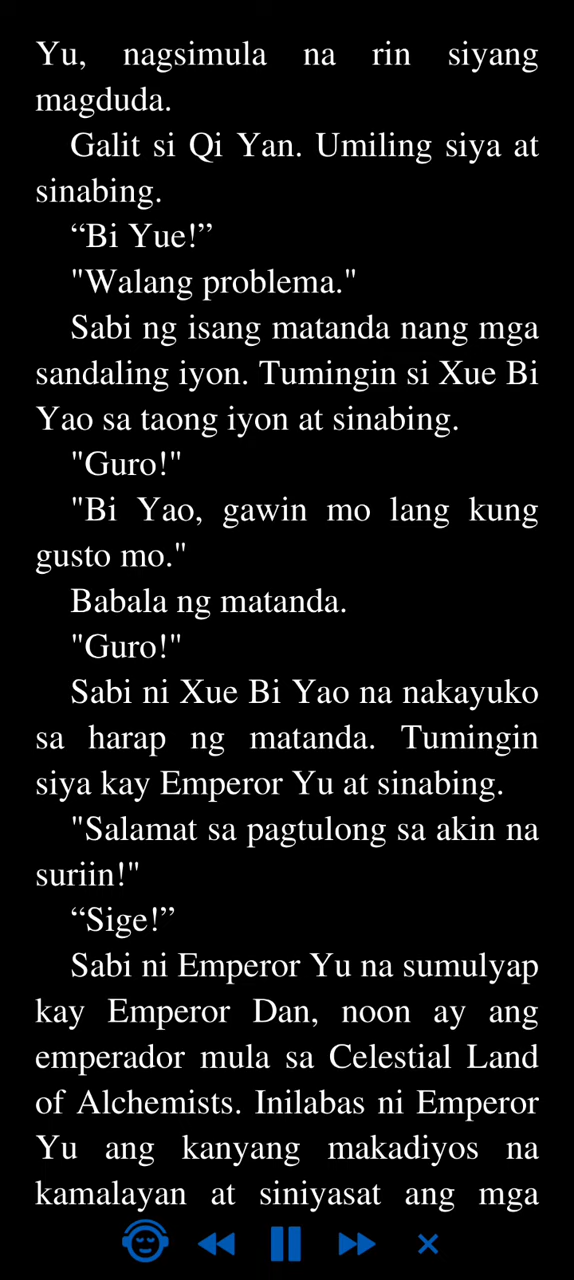 Yu, nagsimula na rin siyang
magduda.
Galit si Qi Yan. Umiling siya at
sinabing.
“Bi Yue!”
"Walang problema."
Sabi ng isang matanda nang mga
sandaling iyon. Tumingin si Xue Bi
Yao sa taong iyon at sinabing.
"Guro!"
"Bi Yao, gawin mo lang kung
gusto mo."
Babala ng matanda.
"Guro!"
Sabi ni Xue Bi Yao na nakayuko
sa harap ng matanda. Tumingin
siya kay Emperor Yu at sinabing.
"Salamat sa pagtulong sa akin na
suriin!"
“Sige!”
Sabi ni Emperor Yu na sumulyap
kay Emperor Dan, noon ay ang
emperador mula sa Celestial Land
of Alchemists. Inilabas ni Emperor
Yu ang kanyang makadiyos na
kamalayan at siniyasat ang mga